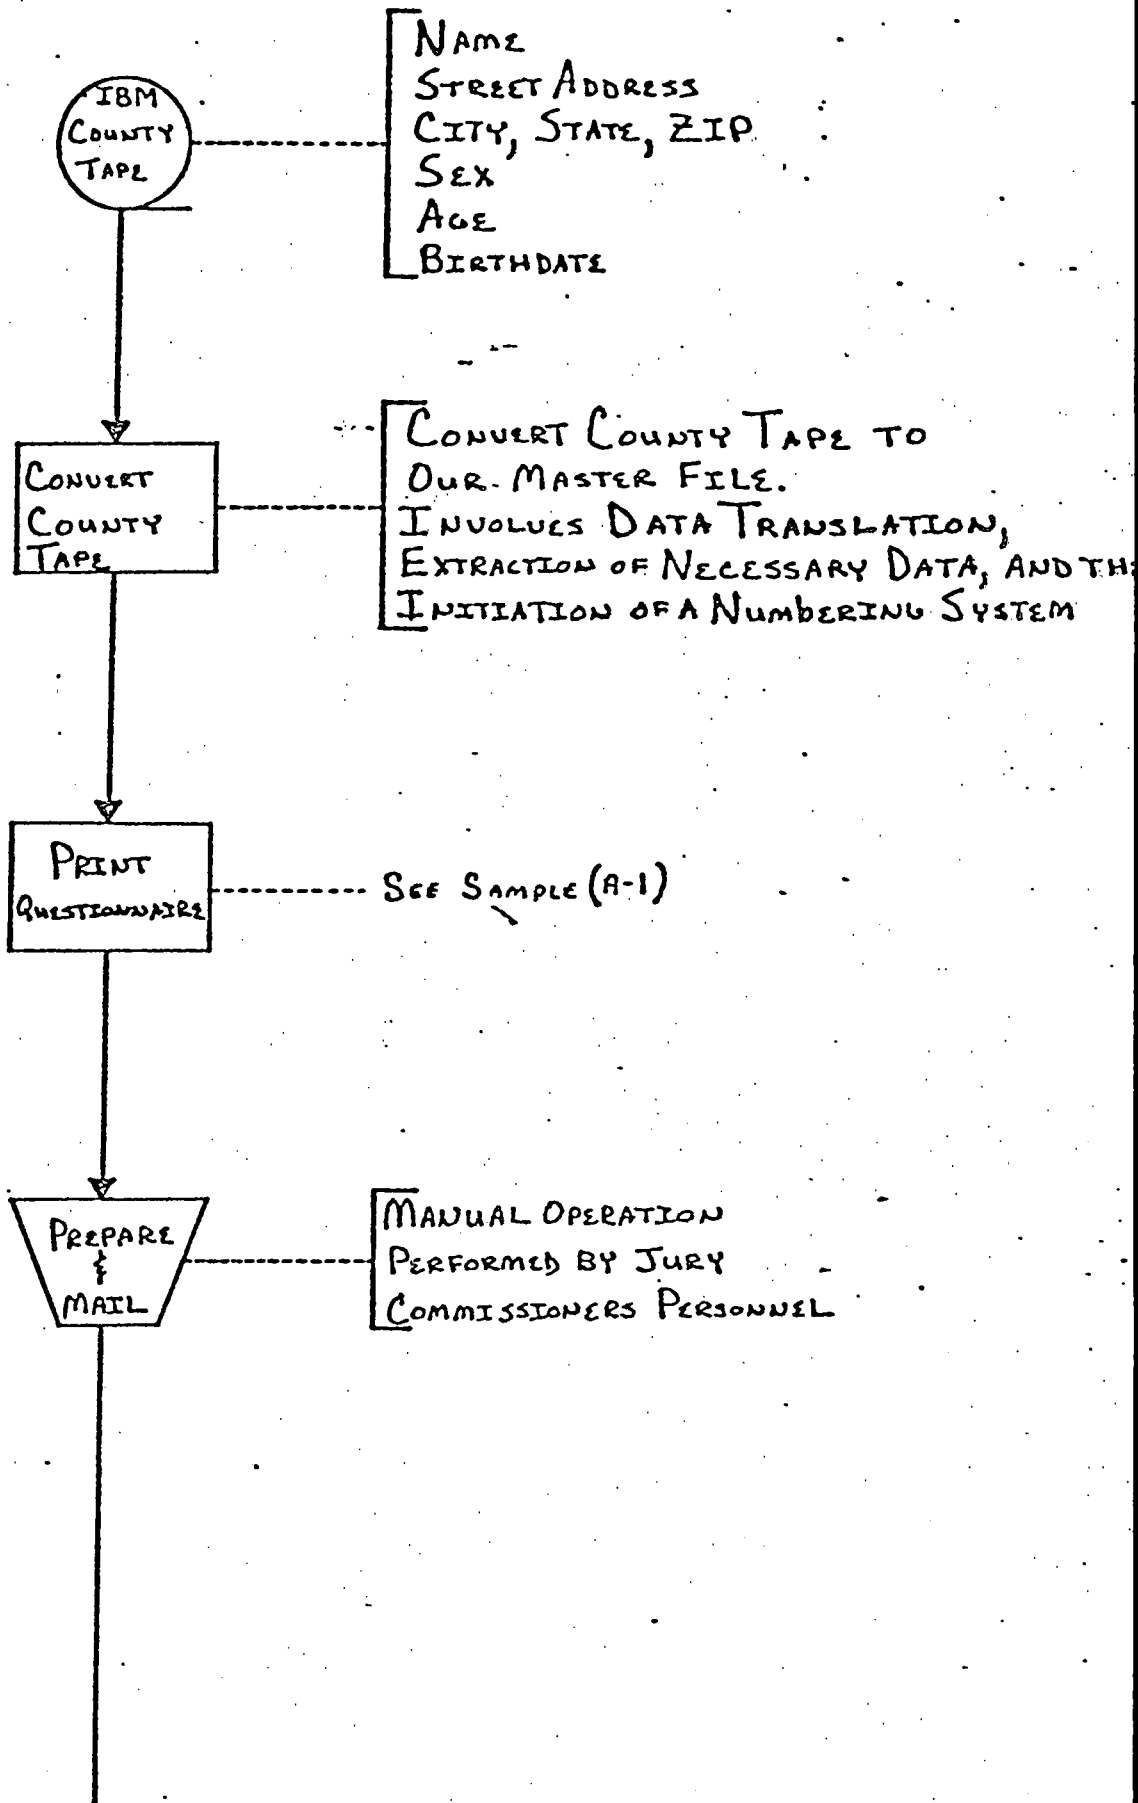 IBM
COUNTY
TAPE
NAME
STREET ADDRESS
CITY, STATE, ZIP
SEX
AGE
BIRTHDATE
CONVERT
COUNTY
TAPE
CONVERT COUNTY TAPE TO
OUR MASTER FILE.
INVOLVES DATA TRANSLATION,
EXTRACTION OF NECESSARY DATA, AND
INITIATION OF A NUMBERING SYSTEM
PRINT
QUESTIONNAIRE
SEE SAMPLE (A-1)
PREPARE
&
MAIL
MANUAL OPERATION
PERFORMED BY JURY
COMMISSIONERS PERSONNEL